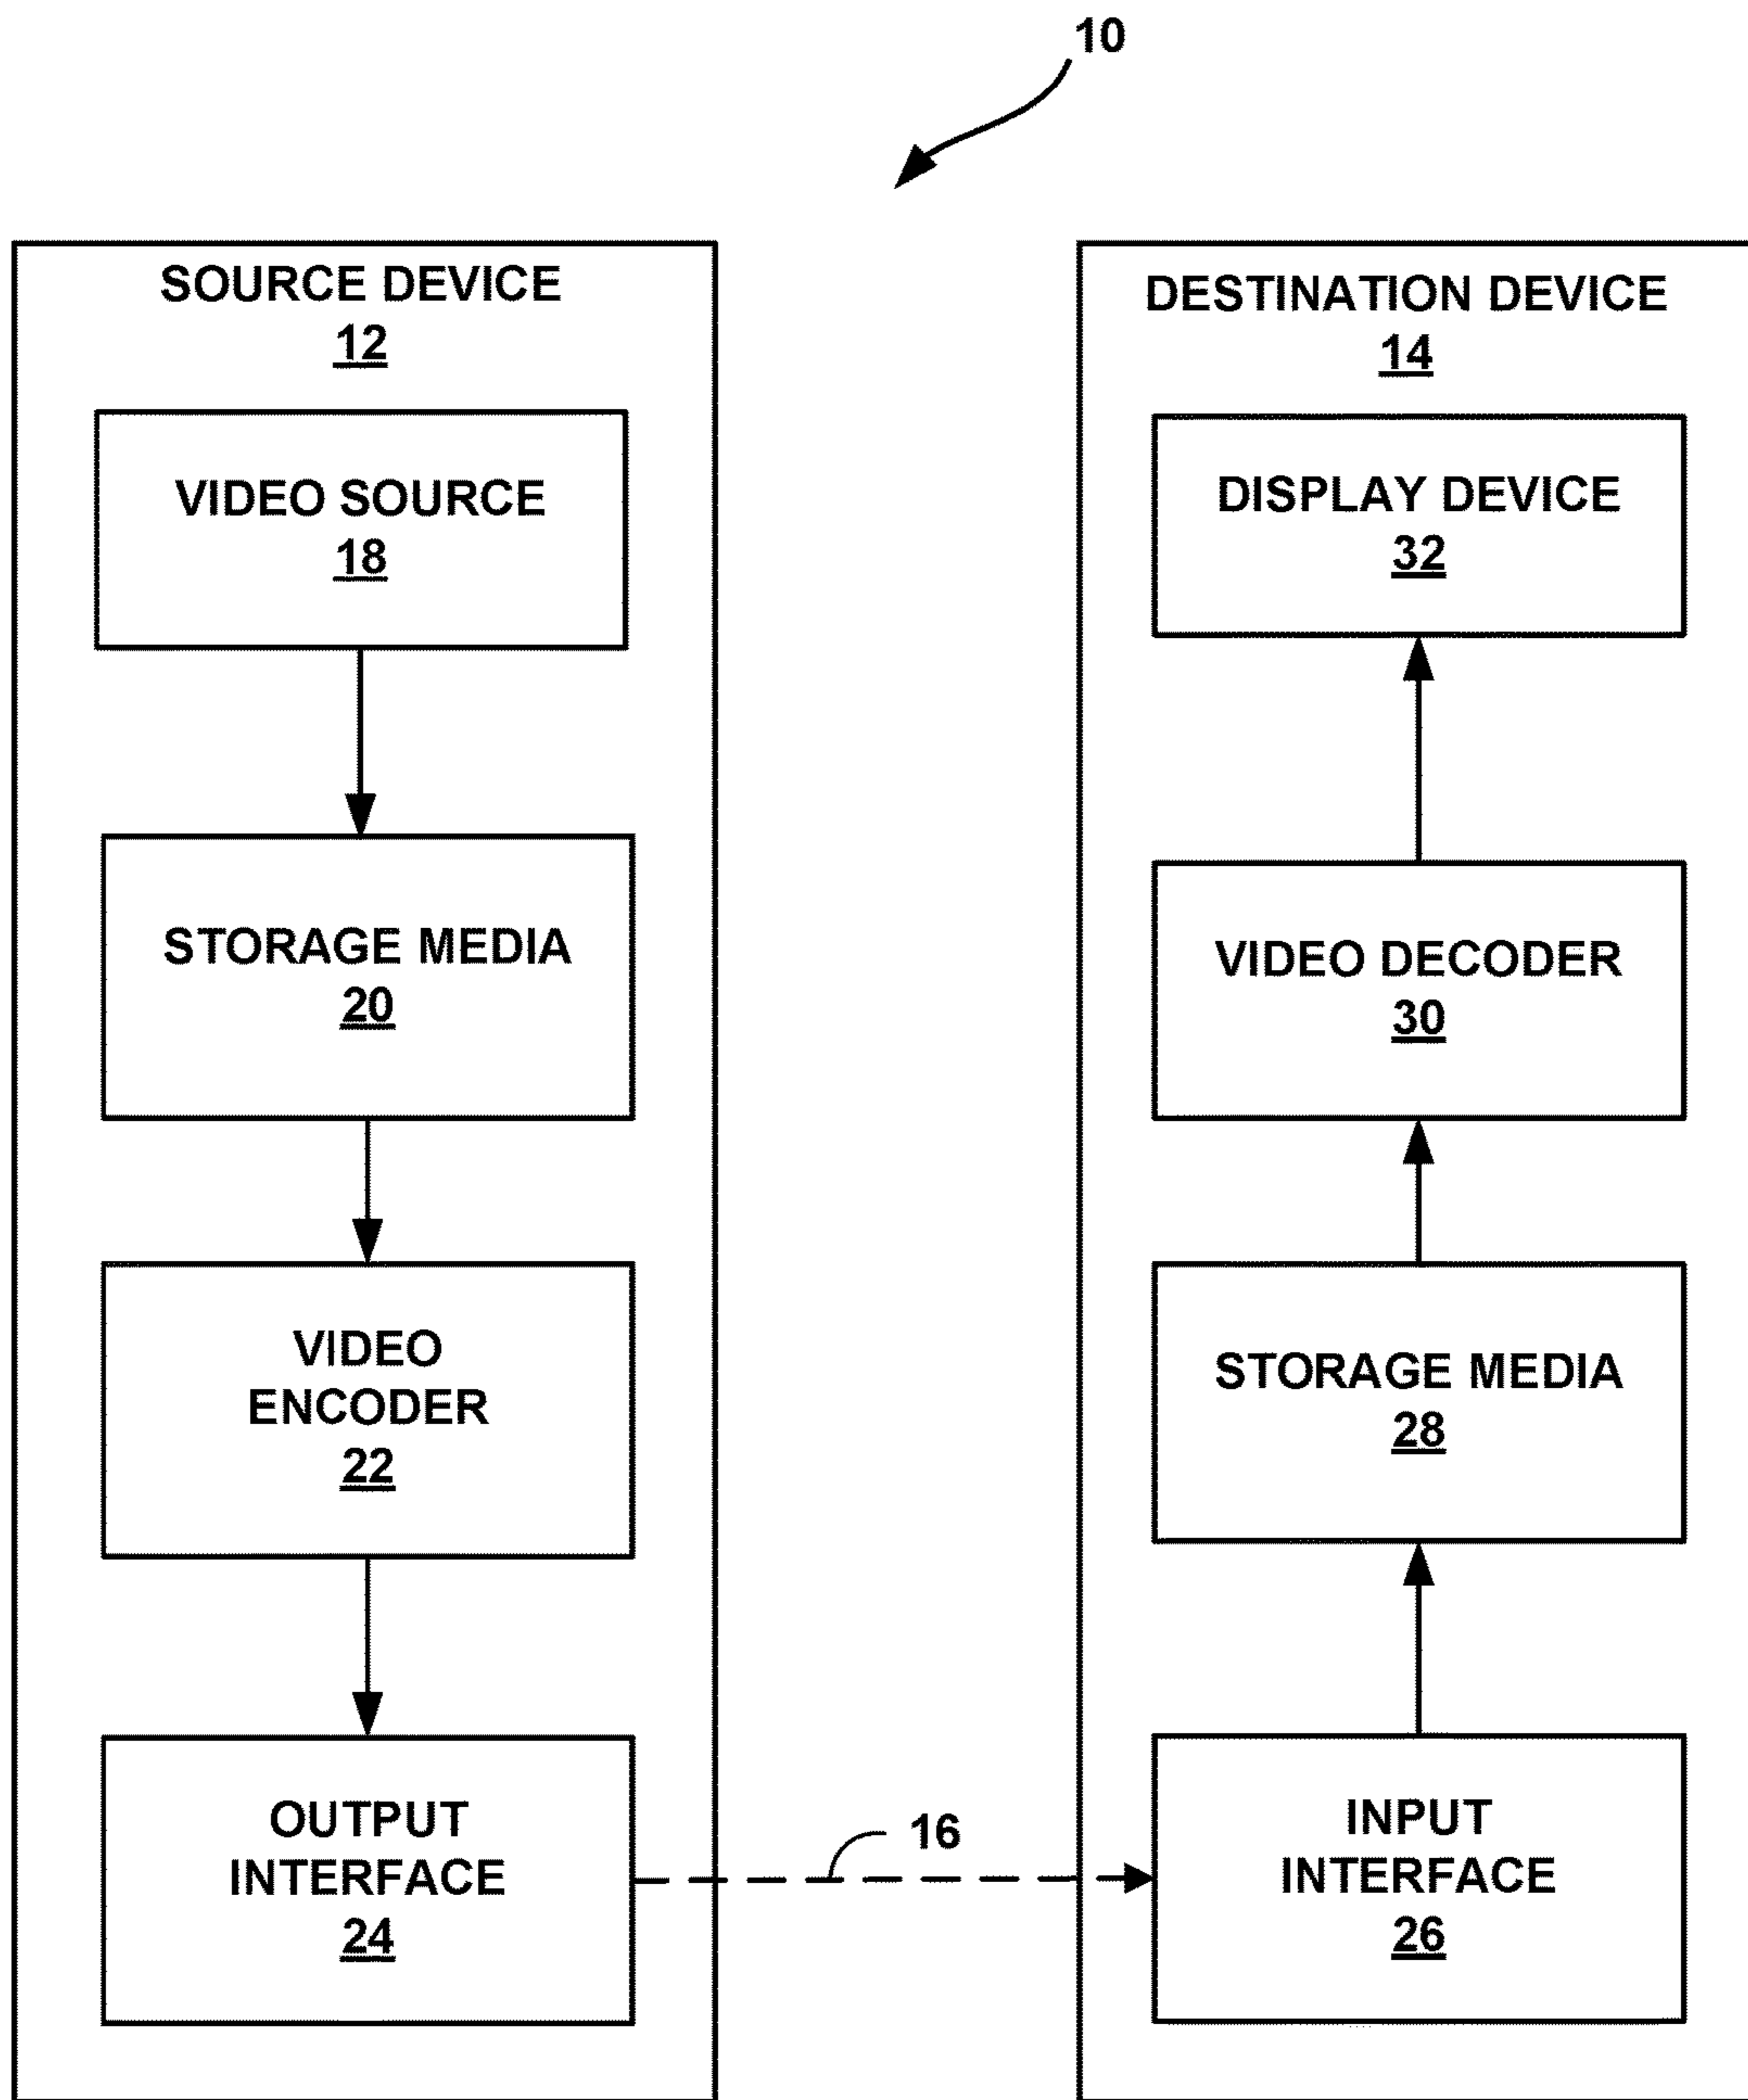 10
SOURCE DEVICE
12
VIDEO SOURCE
18
STORAGE MEDIA
20
VIDEO
ENCODER
22
OUTPUT
INTERFACE
24
16
DESTINATION DEVICE
14
DISPLAY DEVICE
32
VIDEO DECODER
30
STORAGE MEDIA
28
INPUT
INTERFACE
26